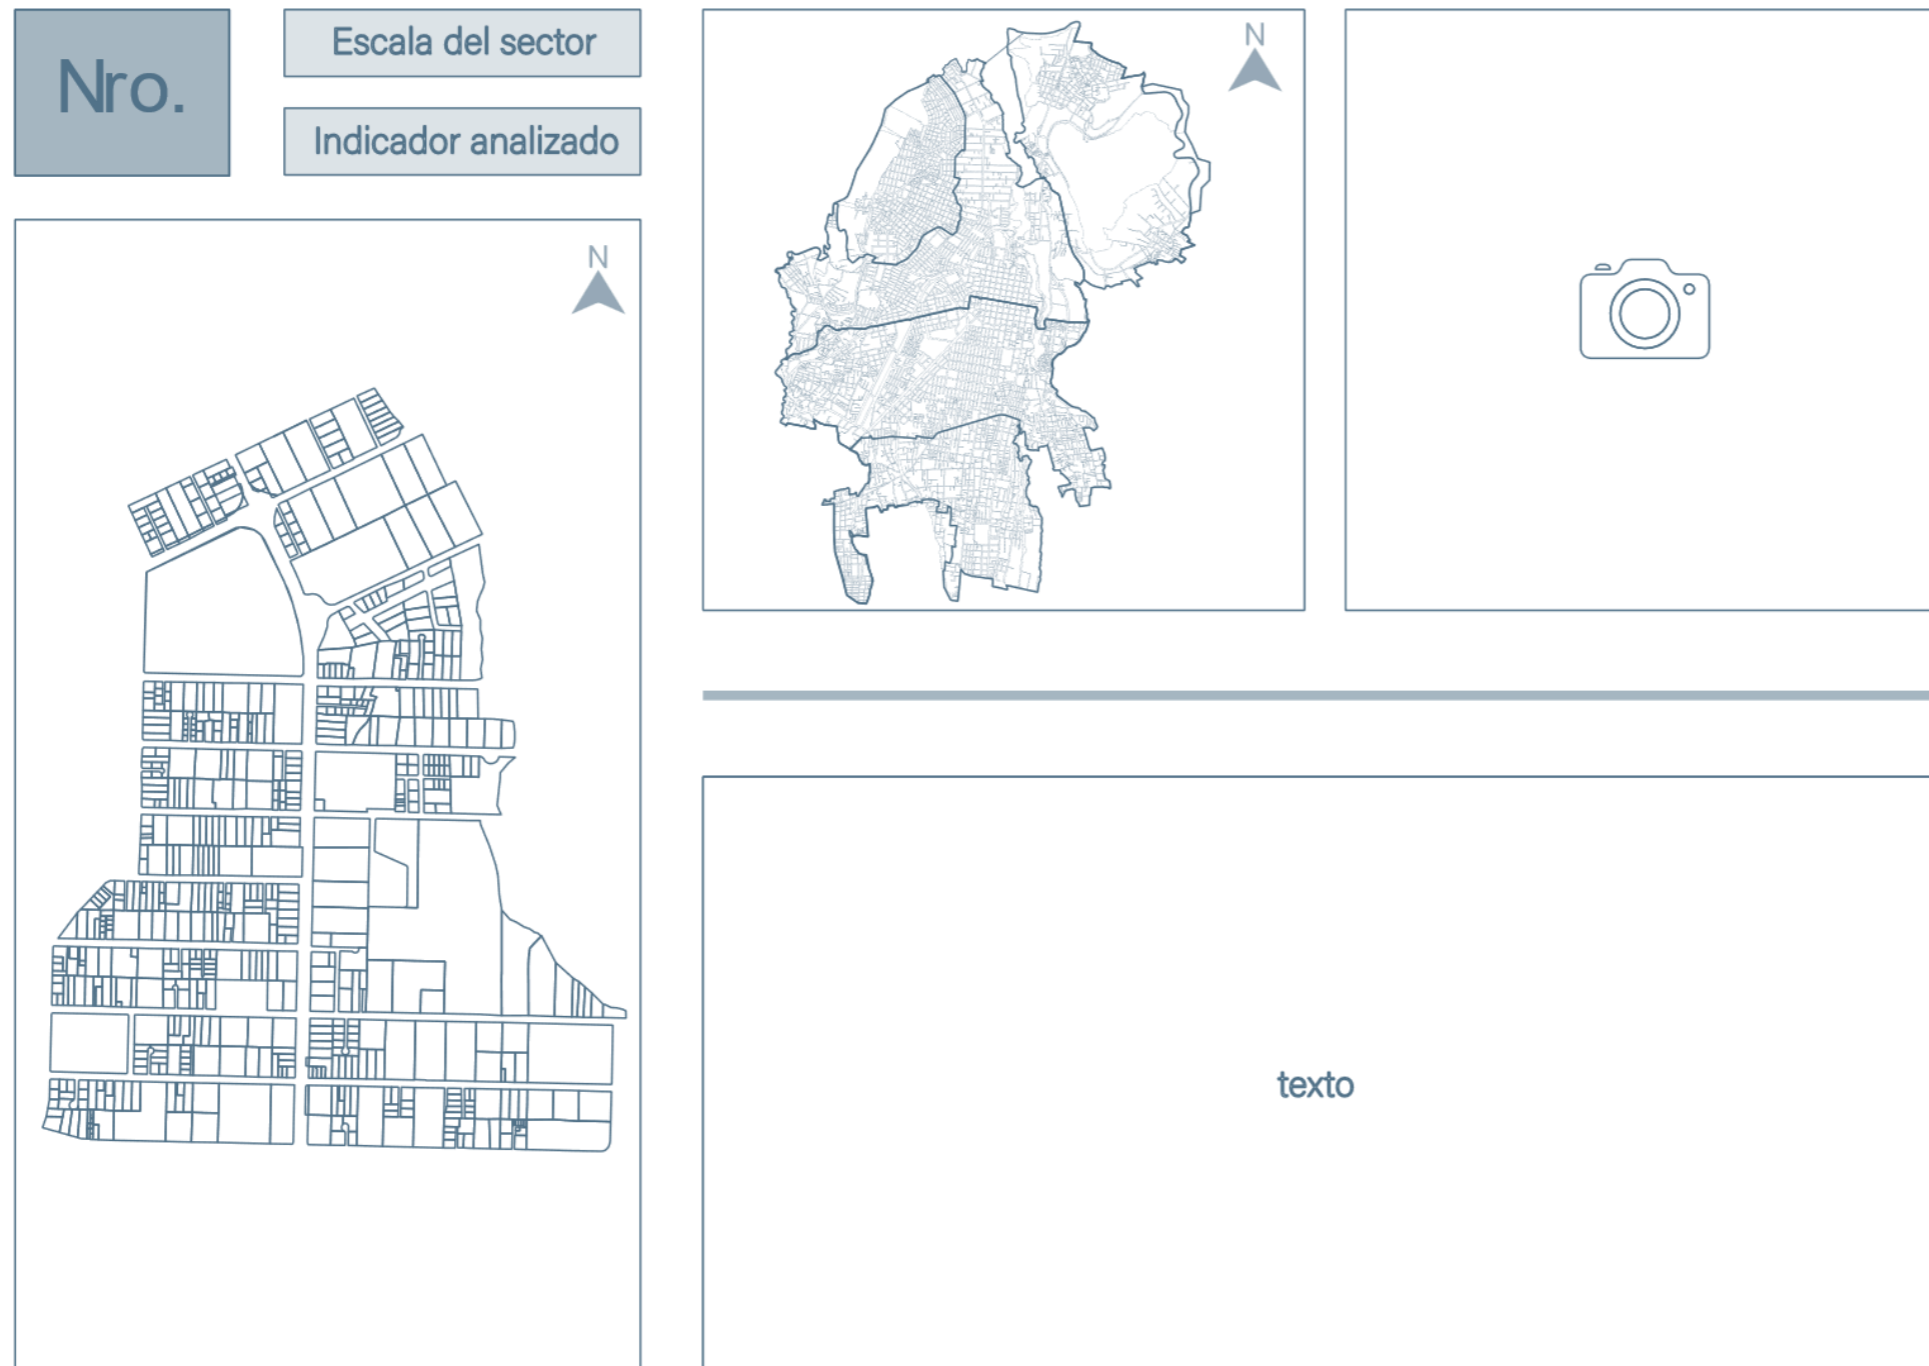 Nro.
Escala del sector
Indicador analizado
N
N
texto